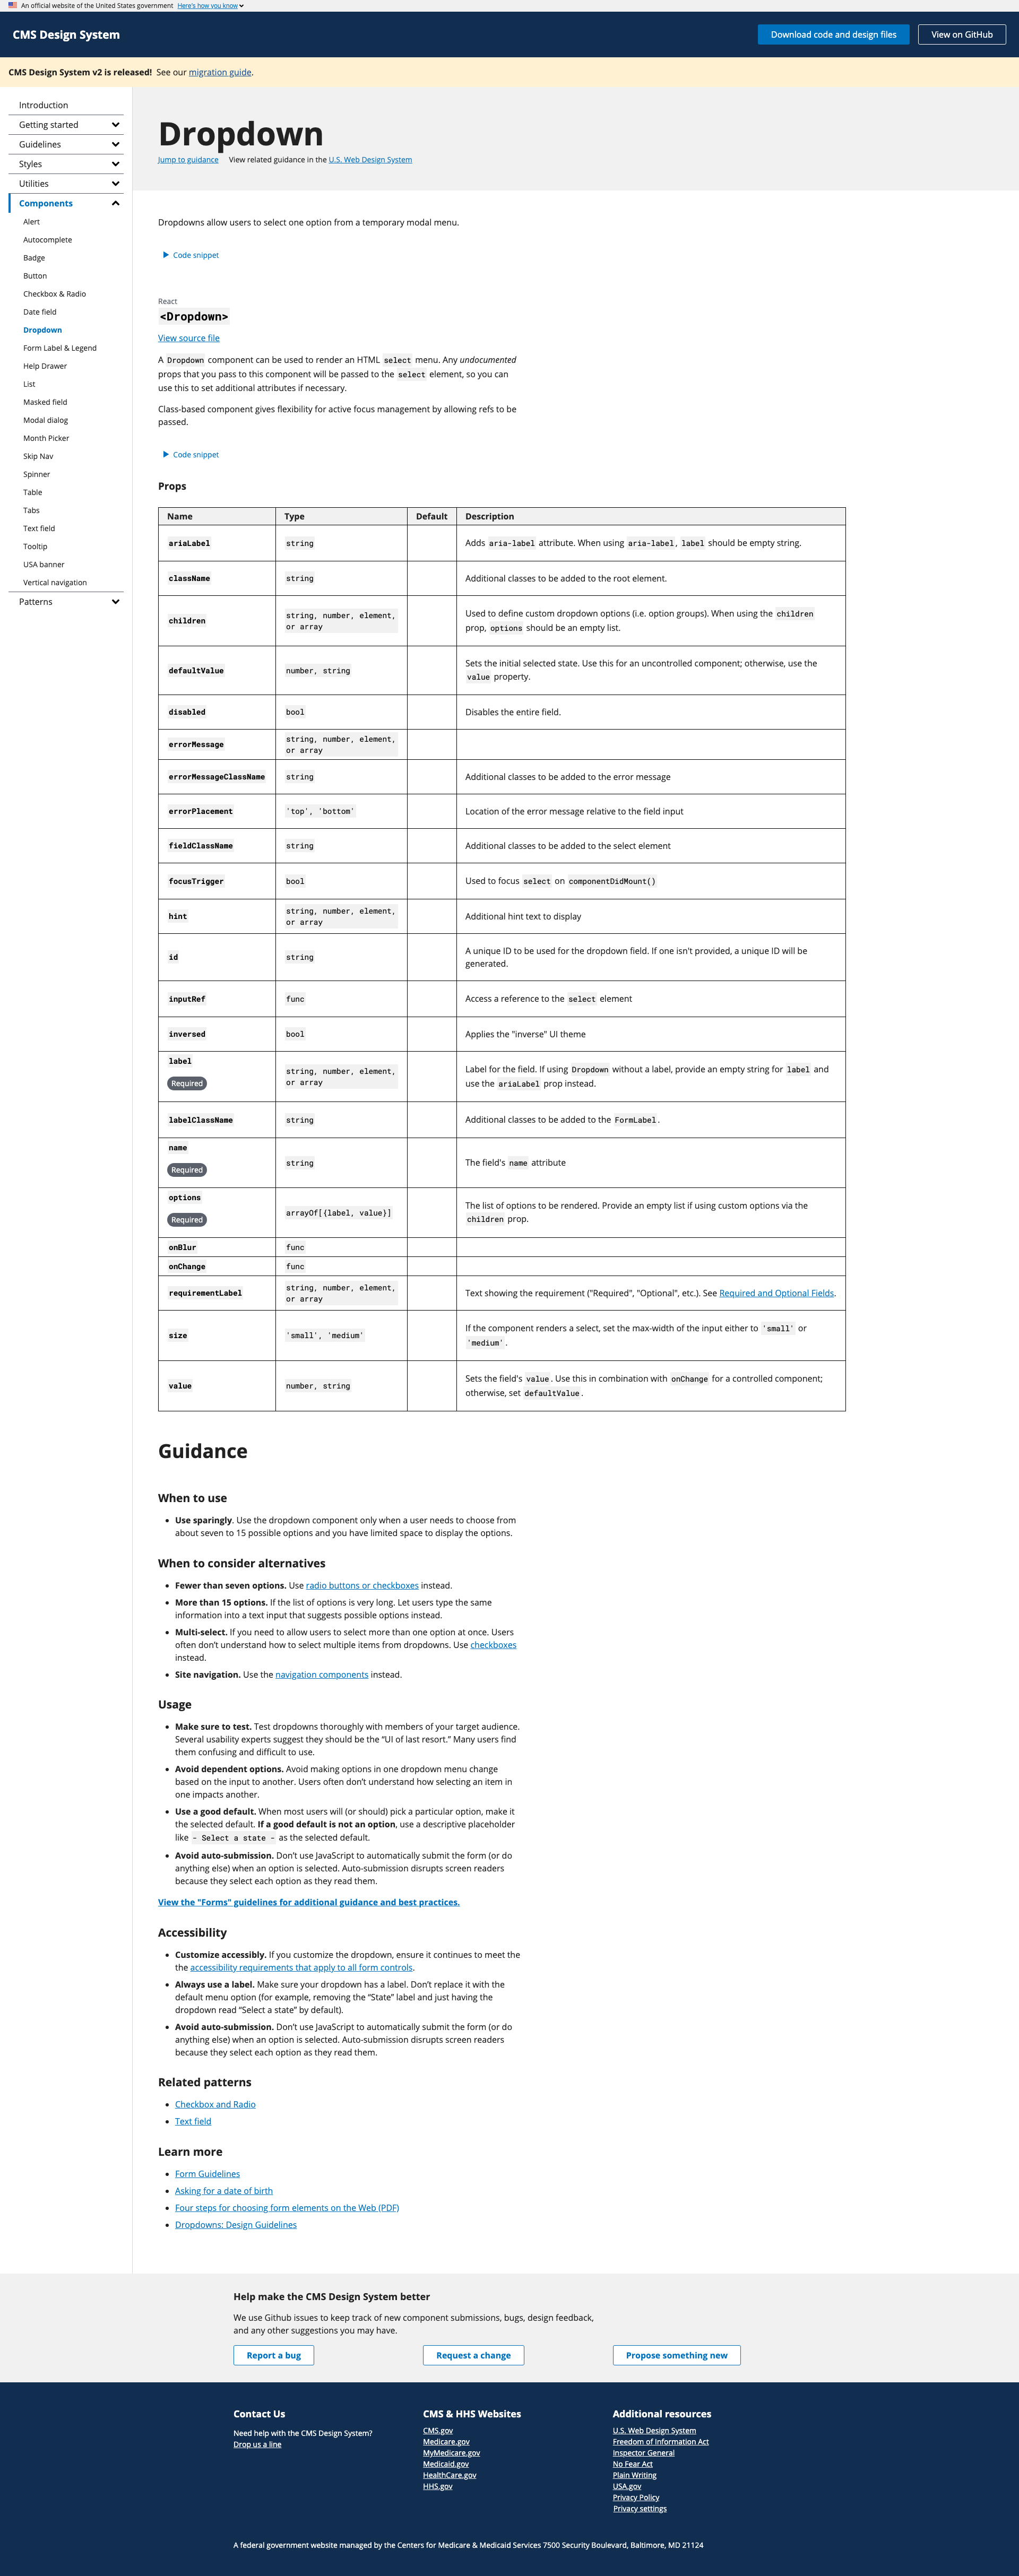 An official website of the United States government Here's how you know
CMS Design System
Download code and design files
View on GitHub
CMS Design System v2 is released! See our migration guide.
Introduction
Getting started
Guidelines
Styles
Utilities
Components
Alert
Autocomplete
Badge
Button
Checkbox & Radio
Date field
Dropdown
Form Label & Legend
Help Drawer
List
Masked field
Modal dialog
Month Picker
Skip Nav
Spinner
Table
Tabs
Text field
Tooltip
USA banner
Vertical navigation
Patterns
Dropdown
Jump to guidance View related guidance in the U.S. Web Design System
Dropdowns allow users to select one option from a temporary modal menu.
Code snippet
React
<Dropdown>
View source file
A Dropdown component can be used to render an HTML select menu. Any undocumented
props that you pass to this component will be passed to the select element, so you can
use this to set additional attributes if necessary.
Class-based component gives flexibility for active focus management by allowing refs to be
passed.
Code snippet
Props
Name Type Default Description
ariaLabel string Adds aria-label attribute. When using aria-label, label should be empty string.
className string Additional classes to be added to the root element.
children string, number, element, Used to define custom dropdown options (i.e. option groups). When using the children
or array prop, options should be an empty list.
defaultValue number, string Sets the initial selected state. Use this for an uncontrolled component; otherwise, use the
value property.
disabled bool Disables the entire field.
errorMessage string, number, element,
or array
errorMessageClassName string Additional classes to be added to the error message
errorPlacement 'top', 'bottom' Location of the error message relative to the field input
fieldClassName string Additional classes to be added to the select element
focusTrigger bool Used to focus select on componentDidMount()
hint string, number, element, Additional hint text to display
or array
id string A unique ID to be used for the dropdown field. If one isn't provided, a unique ID will be
generated.
inputRef func Access a reference to the select element
inversed bool Applies the "inverse" UI theme
label string, number, element, Label for the field. If using Dropdown without a label, provide an empty string for label and
Required or array use the ariaLabel prop instead.
labelClassName string Additional classes to be added to the FormLabel.
name
Required string The field's name attribute
options arrayOf[{label, value}] The list of options to be rendered. Provide an empty list if using custom options via the
Required children prop.
onBlur func
onChange func
requirementLabel string, number, element, Text showing the requirement ("Required", "Optional", etc.). See Required and Optional Fields.
or array
size 'small', 'medium' If the component renders a select, set the max-width of the input either to 'small' or
'medium'.
value number, string Sets the field's value. Use this in combination with onChange for a controlled component;
otherwise, set defaultValue.
Guidance
When to use
• Use sparingly. Use the dropdown component only when a user needs to choose from
about seven to 15 possible options and you have limited space to display the options.
When to consider alternatives
• Fewer than seven options. Use radio buttons or checkboxes instead.
• More than 15 options. If the list of options is very long. Let users type the same
information into a text input that suggests possible options instead.
• Multi-select. If you need to allow users to select more than one option at once. Users
often don’t understand how to select multiple items from dropdowns. Use checkboxes
instead.
• Site navigation. Use the navigation components instead.
Usage
• Make sure to test. Test dropdowns thoroughly with members of your target audience.
Several usability experts suggest they should be the “UI of last resort.” Many users find
them confusing and difficult to use.
• Avoid dependent options. Avoid making options in one dropdown menu change
based on the input to another. Users often don’t understand how selecting an item in
one impacts another.
• Use a good default. When most users will (or should) pick a particular option, make it
the selected default. If a good default is not an option, use a descriptive placeholder
like - Select a state - as the selected default.
• Avoid auto-submission. Don’t use JavaScript to automatically submit the form (or do
anything else) when an option is selected. Auto-submission disrupts screen readers
because they select each option as they read them.
View the "Forms" guidelines for additional guidance and best practices.
Accessibility
• Customize accessibly. If you customize the dropdown, ensure it continues to meet the
the accessibility requirements that apply to all form controls.
• Always use a label. Make sure your dropdown has a label. Don’t replace it with the
default menu option (for example, removing the “State” label and just having the
dropdown read “Select a state” by default).
• Avoid auto-submission. Don’t use JavaScript to automatically submit the form (or do
anything else) when an option is selected. Auto-submission disrupts screen readers
because they select each option as they read them.
Related patterns
• Checkbox and Radio
• Text field
Learn more
• Form Guidelines
• Asking for a date of birth
• Four steps for choosing form elements on the Web (PDF)
• Dropdowns: Design Guidelines
Help make the CMS Design System better
We use Github issues to keep track of new component submissions, bugs, design feedback,
and any other suggestions you may have.
Report a bug
Request a change
Propose something new
Contact Us
Need help with the CMS Design System?
Drop us a line
CMS & HHS Websites
CMS.gov
Medicare.gov
MyMedicare.gov
Medicaid.gov
HealthCare.gov
HHS.gov
Additional resources
U.S. Web Design System
Freedom of Information Act
Inspector General
No Fear Act
Plain Writing
USA.gov
Privacy Policy
Privacy settings
A federal government website managed by the Centers for Medicare & Medicaid Services 7500 Security Boulevard, Baltimore, MD 21124